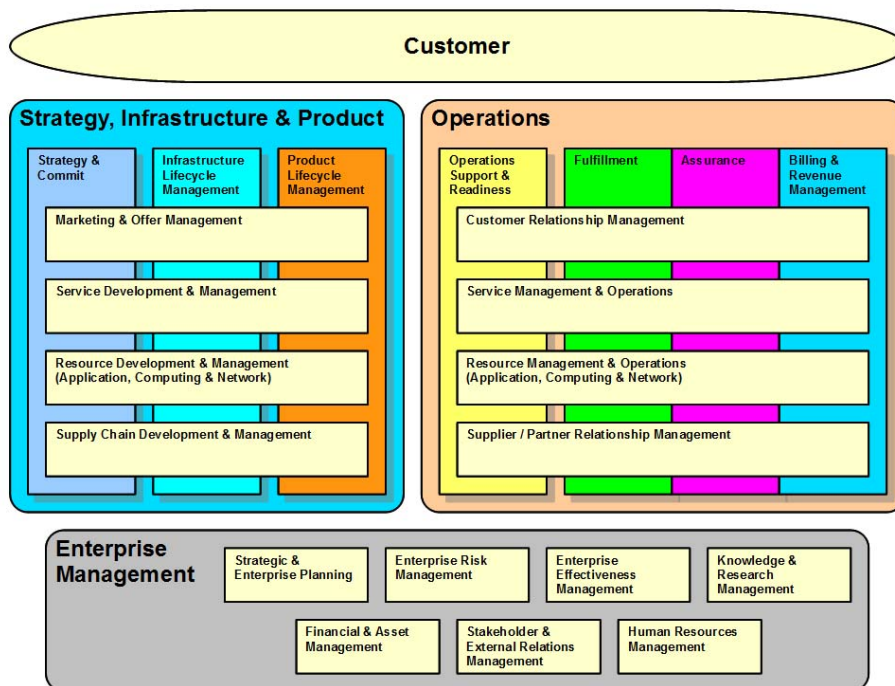 Customer
Strategy, Infrastructure & Product
Strategy &
Commit
Infrastructure
Lifecycle
Management
Product
Lifecycle
Management
Marketing & Offer Management
Service Development & Management
Resource Development & Management
(Application, Computing & Network)
Supply Chain Development & Management
Operations
Operations
Support &
Readiness
Fulfillment
Assurance
Billing &
Revenue
Management
Customer Relationship Management
Service Management & Operations
Resource Management & Operations
(Application, Computing & Network)
Supplier / Partner Relationship Management
Enterprise
Management
Strategic &
Enterprise Planning
Enterprise Risk
Management
Enterprise
Effectiveness
Management
Knowledge &
Research
Management
Financial & Asset
Management
Stakeholder &
External Relations
Management
Human Resources
Management